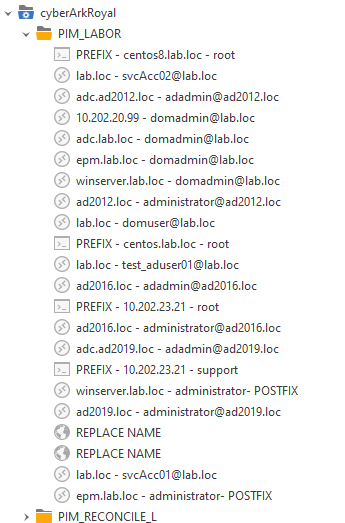 cyberArkRoyal
PIM_LABOR
PREFIX - centos8.lab.loc - root
lab.loc - svcAcc02@lab.loc
adc.ad2012.loc - adadmin@ad2012.loc
10.202.20.99 - domadmin@lab.loc
adc.lab.loc - domadmin@lab.loc
epm.lab.loc - domadmin@lab.loc
winserver.lab.loc - domadmin@lab.loc
ad2012.loc - administrator@ad2012.loc
lab.loc - domuser@lab.loc
PREFIX - centos.lab.loc - root
lab.loc - test_aduser01@lab.loc
ad2016.loc - adadmin@ad2016.loc
PREFIX - 10.202.23.21 - root
ad2016.loc - administrator@ad2016.loc
adc.ad2019.loc - adadmin@ad2019.loc
PREFIX - 10.202.23.21 - support
winserver.lab.loc - administrator- POSTFIX
ad2019.loc - administrator@ad2019.loc
REPLACE NAME
REPLACE NAME
lab.loc - svcAcc01@lab.loc
epm.lab.loc - administrator- POSTFIX
PIM_RECONCILE_L